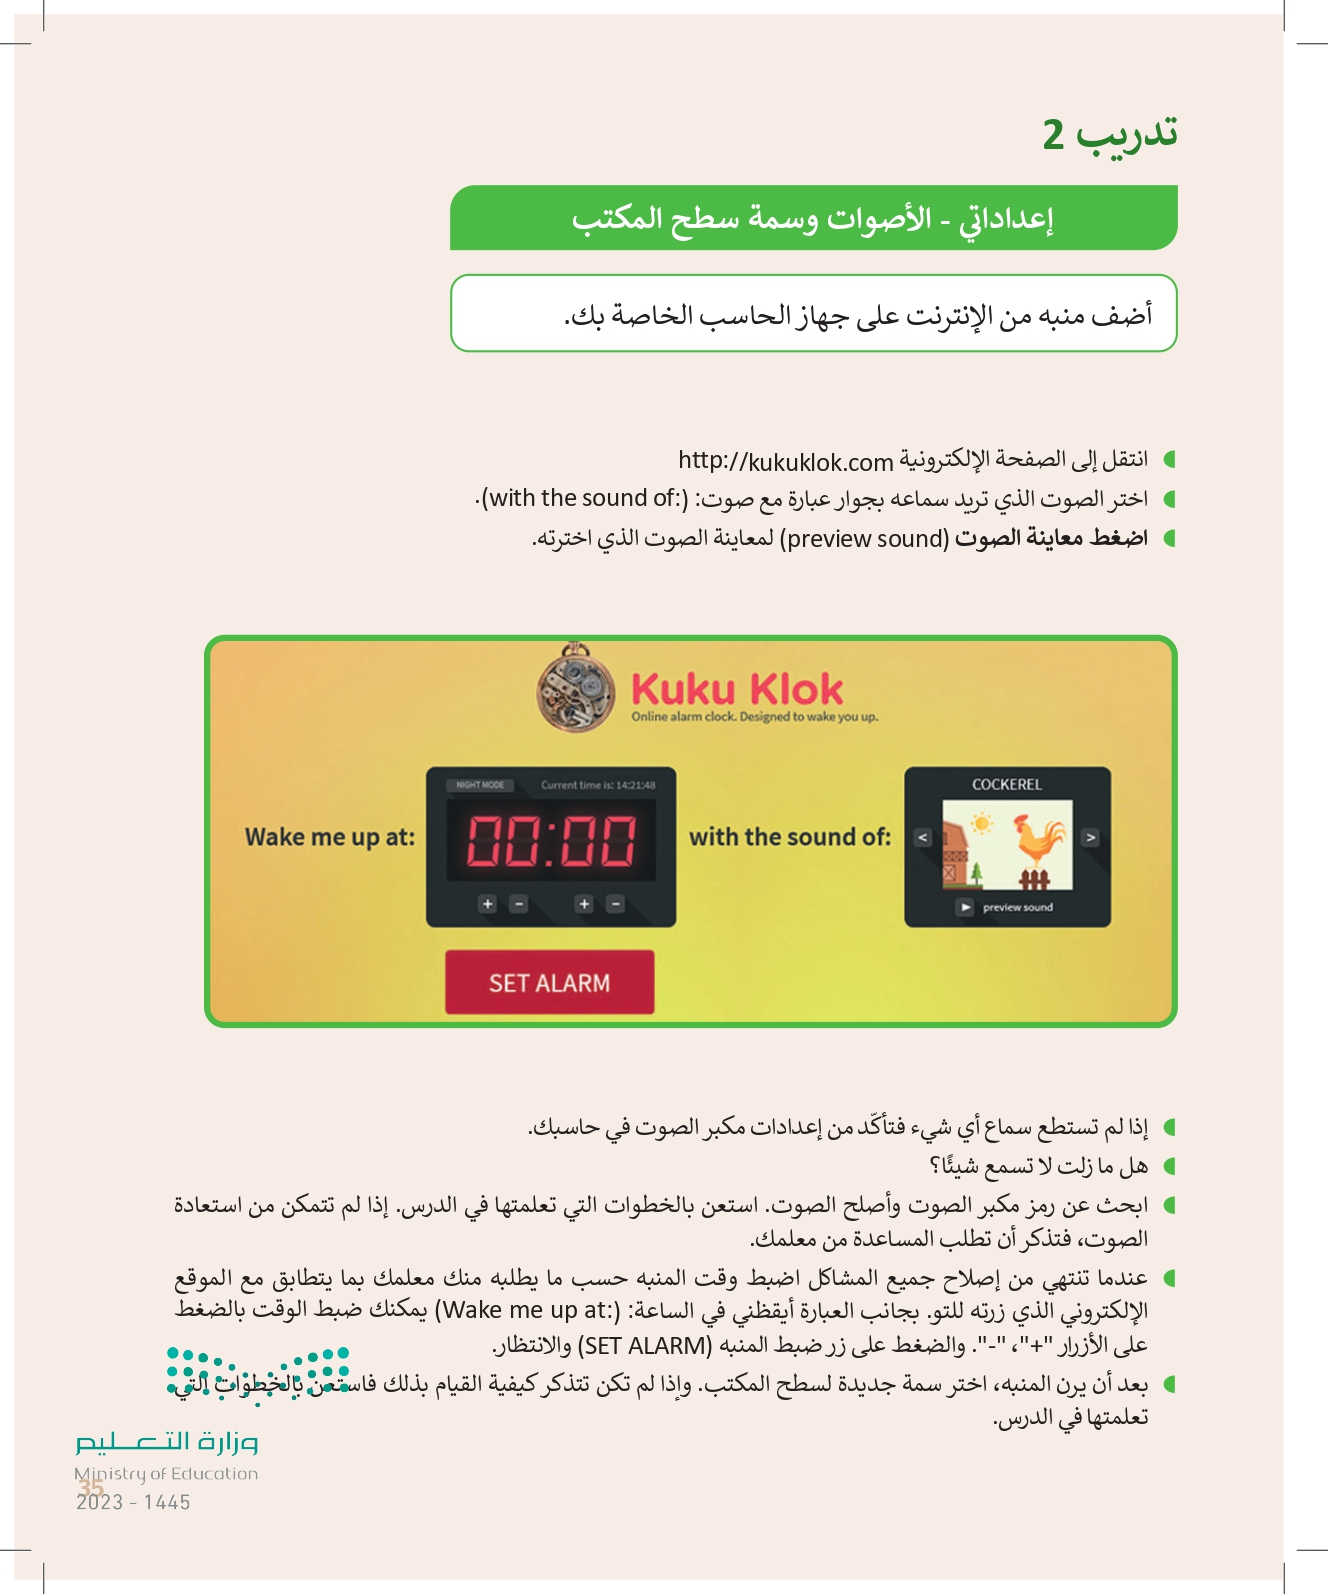 تدريب 2
إعداداتي - الأصوات وسمة سطح المكتب
أضف منبه من الإنترنت على جهاز الحاسب الخاصة بك.
انتقل إلى الصفحة الإلكترونية http://kukuklok.com
اختر الصوت الذي تريد سماعه بجوار عبارة مع صوت: (with the sound of:).
اضغط معاينة الصوت (preview sound) لمعاينة الصوت الذي اخترته.
Kuku Klok
Online alarm clock. Designed to wake you up.
NIGHT MODE Current time is: 14:21:48
COCKEREL
Wake me up at:
00:00
with the sound of:
< >
+ - + -
preview sound
SET ALARM
إذا لم تستطع سماع أي شيء فتأكّد من إعدادات مكبر الصوت في حاسبك.
هل ما زلت لا تسمع شيئًا؟
ابحث عن رمز مكبر الصوت وأصلح الصوت. استعن بالخطوات التي تعلمتها في الدرس. إذا لم تتمكن من استعادة
الصوت، فتذكر أن تطلب المساعدة من معلمك.
عندما تنتهي من إصلاح جميع المشاكل اضبط وقت المنبه حسب ما يطلبه منك معلمك بما يتطابق مع الموقع
الإلكتروني الذي زرته للتو. بجانب العبارة أيقظني في الساعة: (Wake me up at:) يمكنك ضبط الوقت بالضغط
على الأزرار "+"، "-". والضغط على زر ضبط المنبه (SET ALARM) والانتظار.
بعد أن يرن المنبه، اختر سمة جديدة لسطح المكتب. وإذا لم تكن تتذكر كيفية القيام بذلك فاستعن بالخطوات التي
تعلمتها في الدرس.
وزارة التعليم
Ministry of Education
35
2023 - 1445